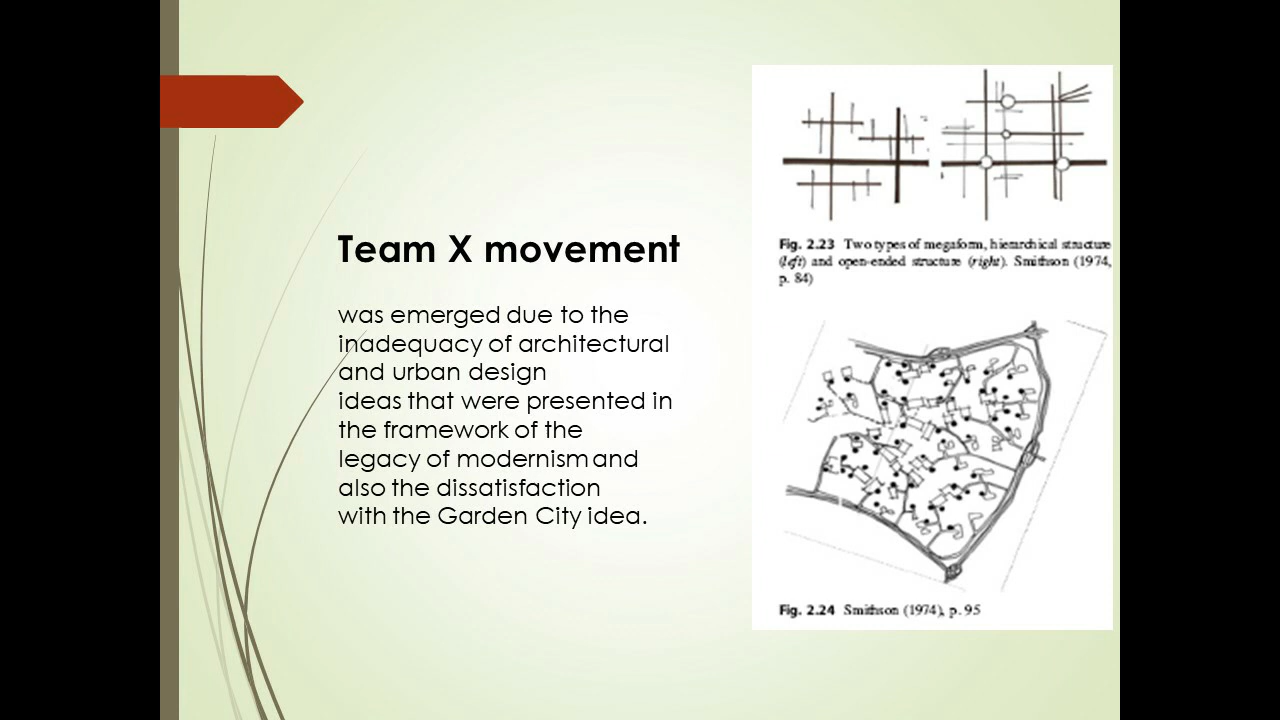 Team X movement
was emerged due to the
inadequacy of architectural
and urban design
ideas that were presented in
the framework of the
legacy of modernism and
also the dissatisfaction
with the Garden City idea.
Fig. 2.23 Two types of megaform, hierarchical structure
(left) and open-ended structure (right). Smithson (1974,
p. 84)
Fig. 2.24 Smithson (1974), p. 95